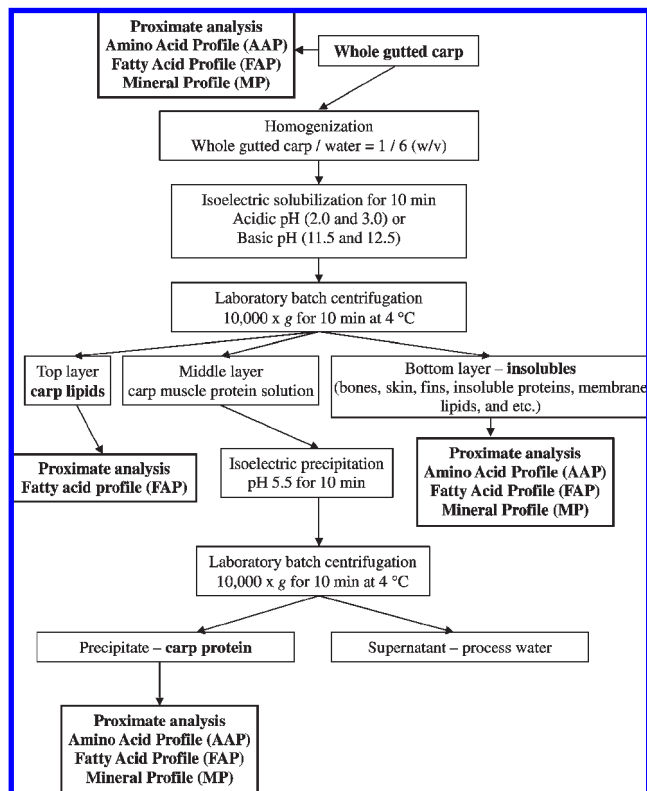 Proximate analysis
Amino Acid Profile (AAP)
Fatty Acid Profile (FAP)
Mineral Profile (MP)
Whole gutted carp
Homogenization
Whole gutted carp / water = 1 / 6 (w/v)
Isoelectric solubilization for 10 min
Acidic pH (2.0 and 3.0) or
Basic pH (11.5 and 12.5)
Laboratory batch centrifugation
10,000 x g for 10 min at 4 °C
Top layer
carp lipids
Middle layer
carp muscle protein solution
Bottom layer – insolubles
(bones, skin, fins, insoluble proteins, membrane
lipids, and etc.)
Proximate analysis
Fatty acid profile (FAP)
Isoelectric precipitation
pH 5.5 for 10 min
Proximate analysis
Amino Acid Profile (AAP)
Fatty Acid Profile (FAP)
Mineral Profile (MP)
Laboratory batch centrifugation
10,000 x g for 10 min at 4 °C
Precipitate – carp protein
Supernatant – process water
Proximate analysis
Amino Acid Profile (AAP)
Fatty Acid Profile (FAP)
Mineral Profile (MP)